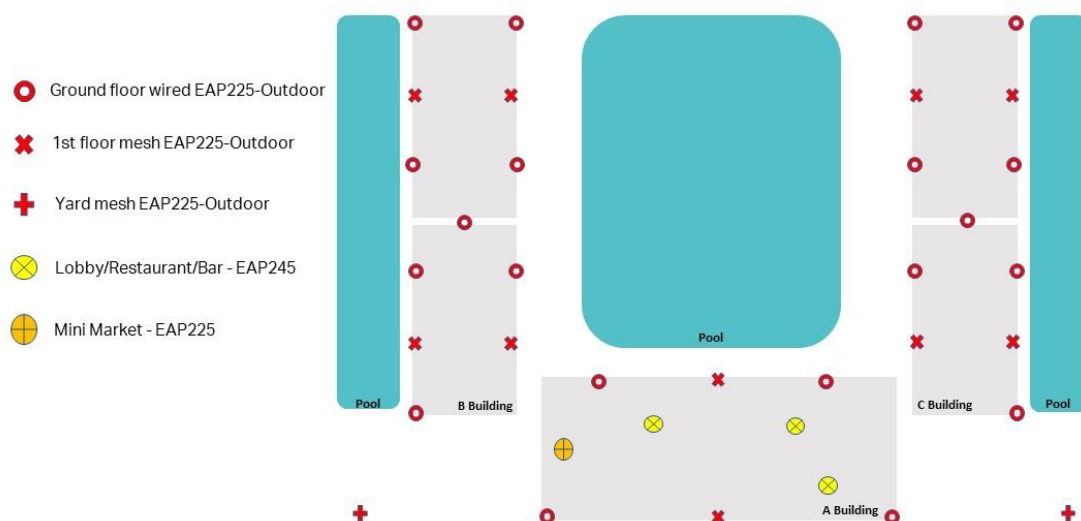 Ground floor wired EAP225-Outdoor
1st floor mesh EAP225-Outdoor
Yard mesh EAP225-Outdoor
Lobby/Restaurant/Bar - EAP245
Mini Market - EAP225
Pool
Pool
B Building
C Building
Pool
A Building